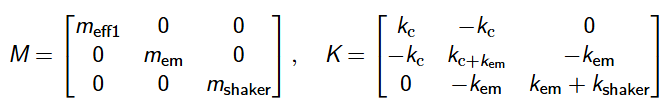 M = [ m_eff1 0 0 ; 0 m_em 0 ; 0 0 m_shaker ] , K = [ k_c −k_c 0 ; −k_c k_{c+k_em} −k_em ; 0 −k_em k_em + k_shaker ]